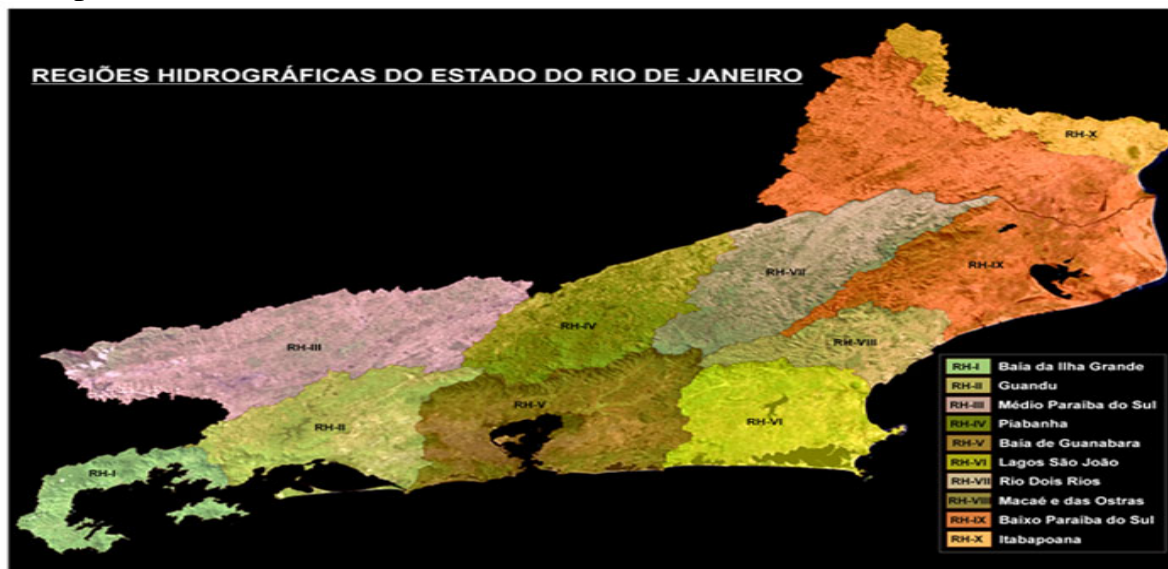 REGIÕES HIDROGRÁFICAS DO ESTADO DO RIO DE JANEIRO
RH-X
RH-IX
RH-VII
RH-IV
RH-VIII
RH-III
RH-V
RH-VI
RH-II
RH-I
RH-I Baía da Ilha Grande
RH-II Guandu
RH-III Médio Paraíba do Sul
RH-IV Piabanha
RH-V Baía de Guanabara
RH-VI Lagos São João
RH-VII Rio Dois Rios
RH-VIII Macaé e das Ostras
RH-IX Baixo Paraíba do Sul
RH-X Itabapoana